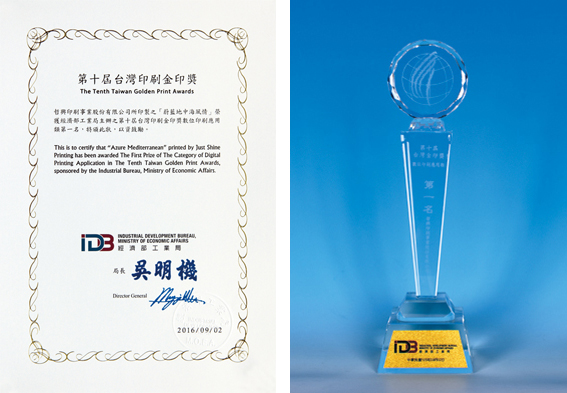 第十屆台灣印刷金印獎
The Tenth Taiwan Golden Print Awards
哲興印刷事業股份有限公司所印製之「蔚藍地中海風情」榮
獲經濟部工業局主辦之第十屆台灣印刷金印獎數位印刷應用
類第一名，特頒此狀，以資鼓勵。
This is to certify that "Azure Mediterranean" printed by Just Shine
Printing has been awarded The First Prize of The Category of Digital
Printing Application in The Tenth Taiwan Golden Print Awards,
sponsored by the Industrial Bureau, Ministry of Economic Affairs.
IDB INDUSTRIAL DEVELOPMENT BUREAU,
MINISTRY OF ECONOMIC AFFAIRS
經濟部工業局
局長 吳明機
Director General
2016/09/02
第十屆
台灣金印獎
第一名
IDB INDUSTRIAL DEVELOPMENT BUREAU,
MINISTRY OF ECONOMIC AFFAIRS
經濟部工業局